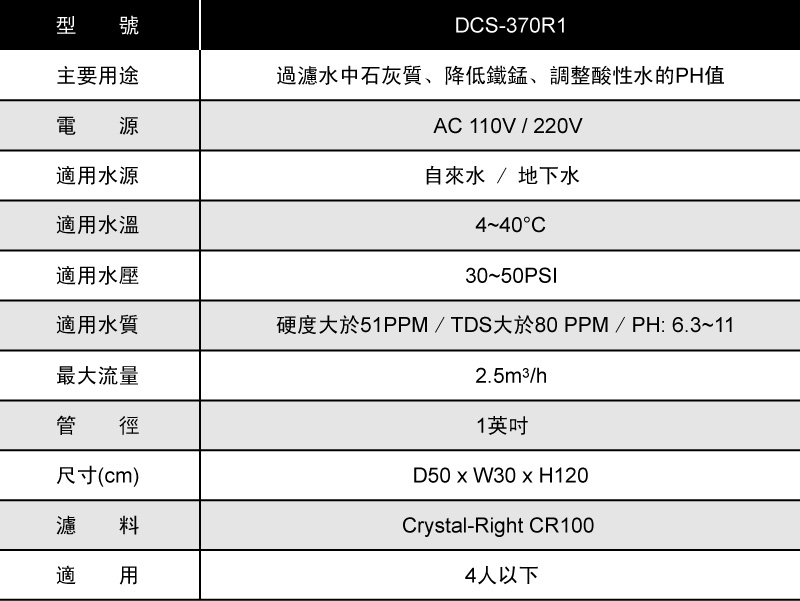 型 號 DCS-370R1
主要用途 過濾水中石灰質、降低鐵錳、調整酸性水的PH值
電 源 AC 110V / 220V
適用水源 自來水 / 地下水
適用水溫 4~40°C
適用水壓 30~50PSI
適用水質 硬度大於51PPM / TDS大於80 PPM / PH: 6.3~11
最大流量 2.5m³/h
管 徑 1英吋
尺寸(cm) D50 x W30 x H120
濾 料 Crystal-Right CR100
適 用 4人以下